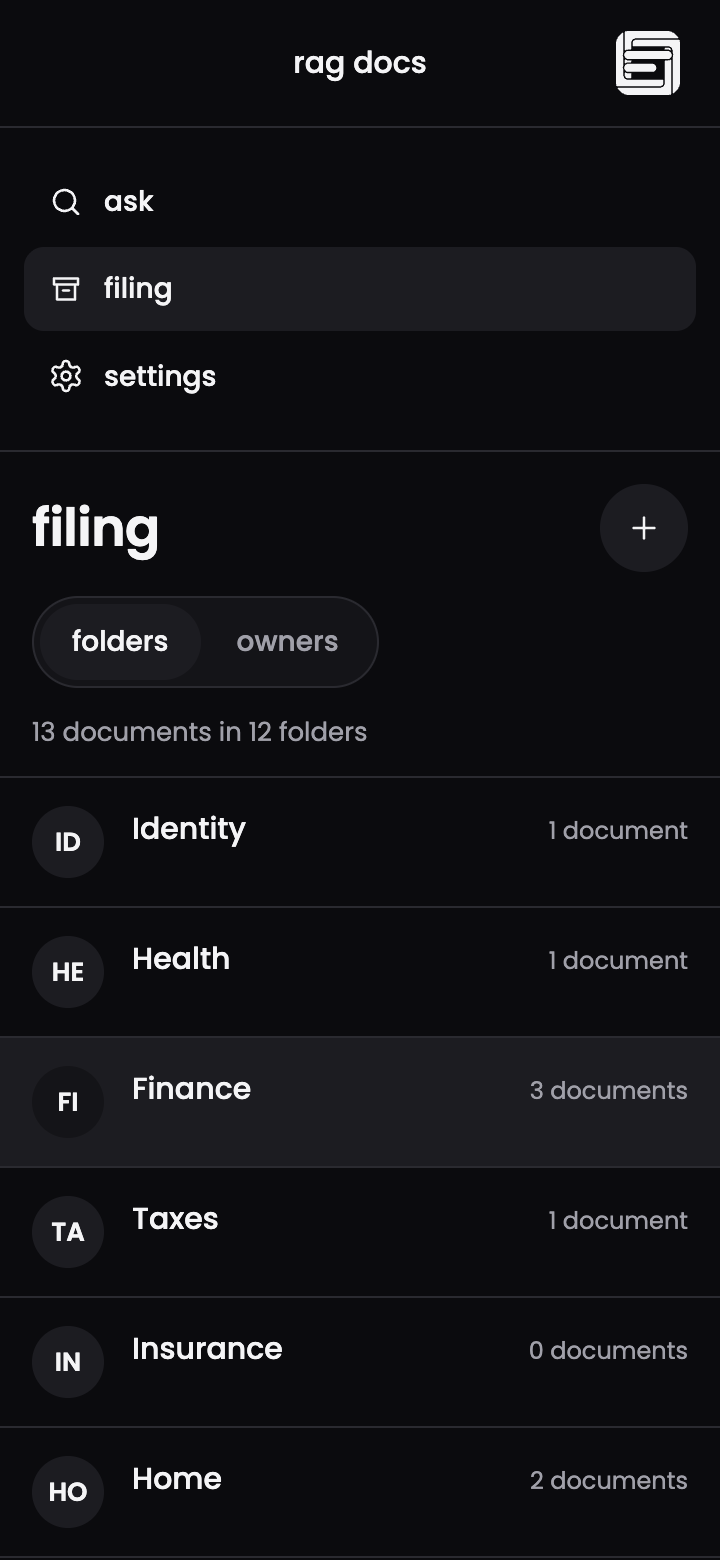 rag docs
ask
filing
settings
filing
folders owners
13 documents in 12 folders
ID Identity 1 document
HE Health 1 document
FI Finance 3 documents
TA Taxes 1 document
IN Insurance 0 documents
HO Home 2 documents